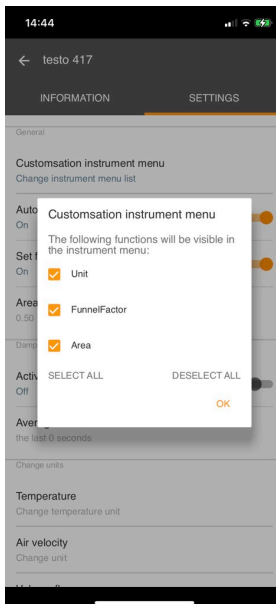 14:44
testo 417
INFORMATION
SETTINGS
General
Customsation instrument menu
Change instrument menu list
Auto
On
Customsation instrument menu
The following functions will be visible in
the instrument menu:
Set f
On
Unit
FunnelFactor
Area
0.50
Area
Damp
SELECT ALL
DESELECT ALL
Activ
Off
OK
the last 0 seconds
Change units
Temperature
Change temperature unit
Air velocity
Change unit